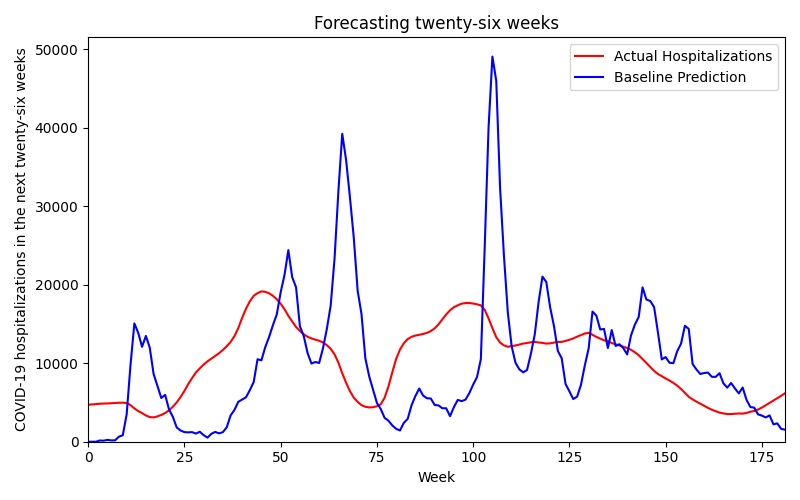 Forecasting twenty-six weeks
COVID-19 hospitalizations in the next twenty-six weeks
50000
40000
30000
20000
10000
0
Actual Hospitalizations
Baseline Prediction
0 25 50 75 100 125 150 175
Week